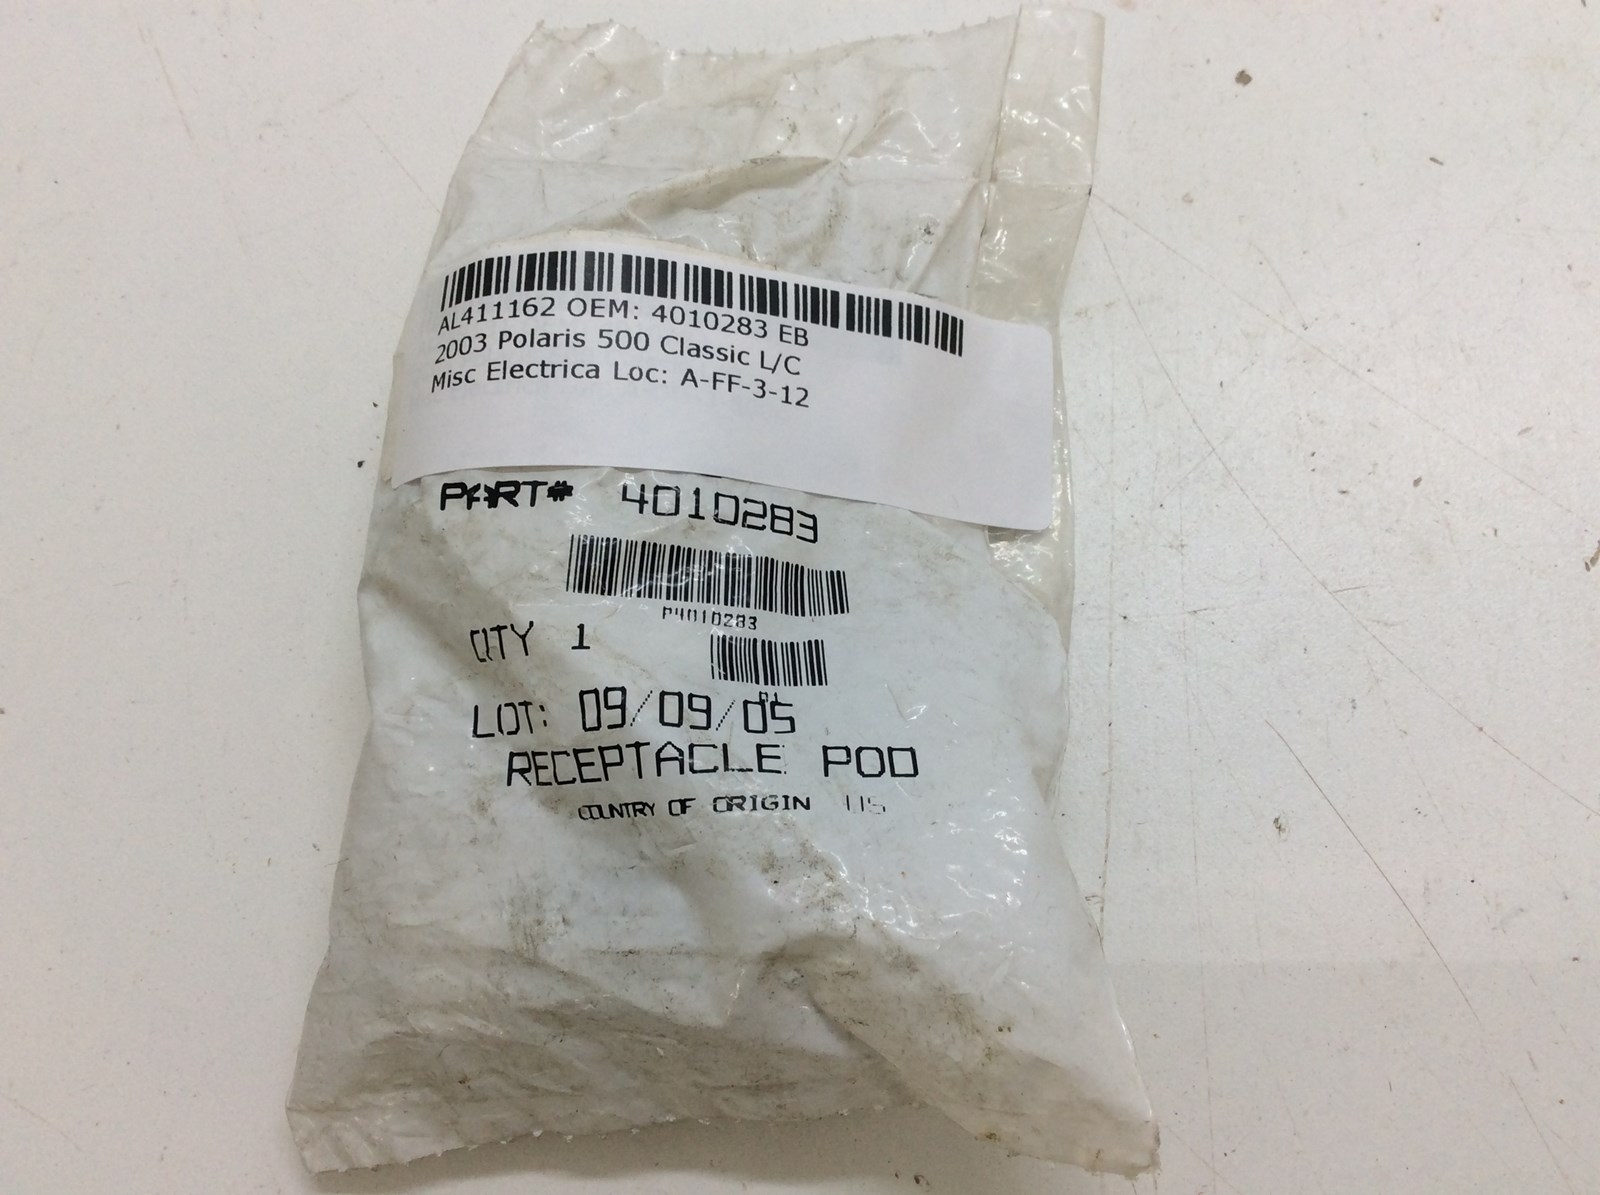 AL411162 OEM: 4010283 EB
2003 Polaris 500 Classic L/C
Misc Electrica Loc: A-FF-3-12
PART# 4010283
P4010283
QTY 1
LOT: 09/09/05
RECEPTACLE POD
COUNTRY OF ORIGIN US